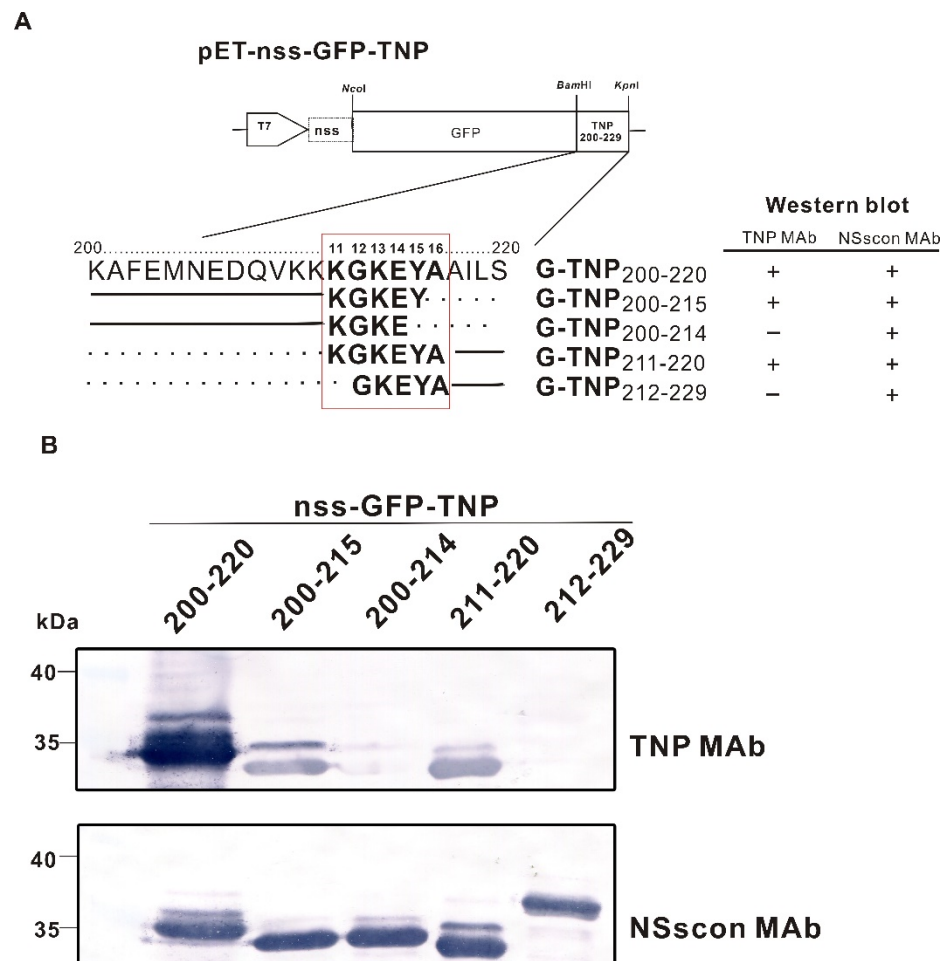 A
pET-nss-GFP-TNP
NcoI BamHI KpnI
T7 nss GFP TNP
200-229
Western blot
TNP MAb NSscon MAb
200 11 12 13 14 15 16 220
KAFEMNEDQVKKKGKEYAAILS G-TNP200-220 + +
KGKEY G-TNP200-215 + +
KGKE G-TNP200-214 – +
KGKEYA G-TNP211-220 + +
GKEYA G-TNP212-229 – +
B
nss-GFP-TNP
200-220 200-215 200-214 211-220 212-229
kDa
40
35
TNP MAb
40
35
NSscon MAb